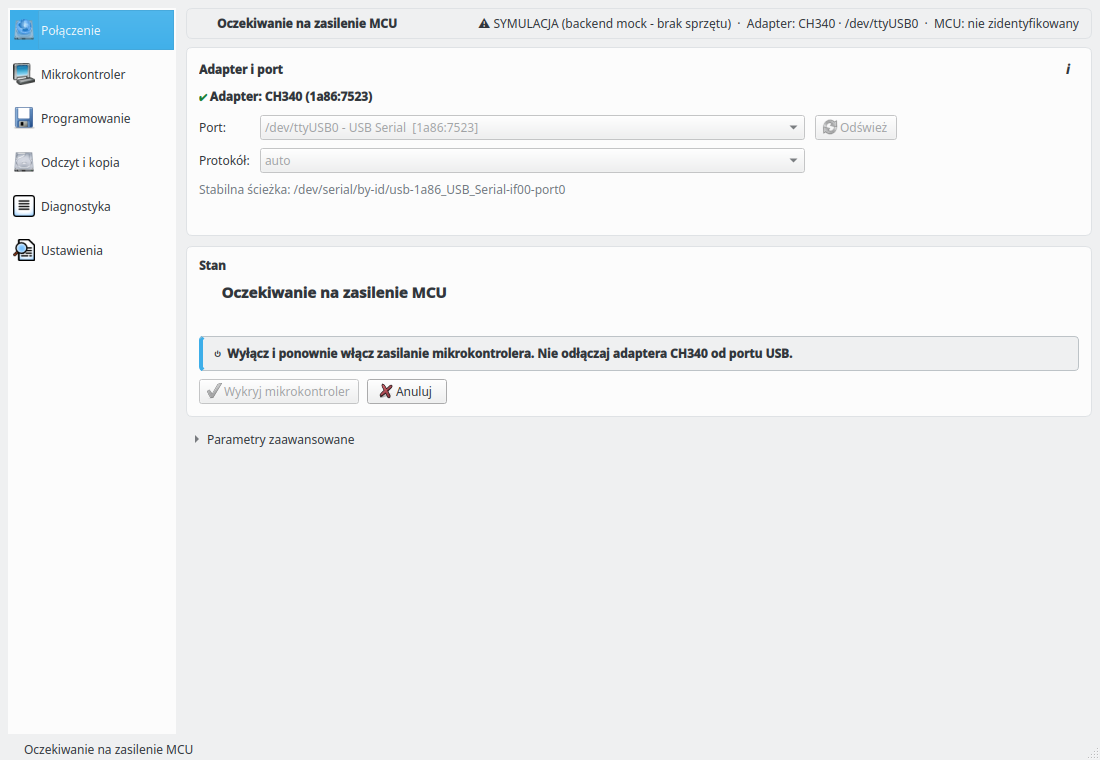 Połączenie
Mikrokontroler
Programowanie
Odczyt i kopia
Diagnostyka
Ustawienia
Oczekiwanie na zasilenie MCU
⚠ SYMULACJA (backend mock - brak sprzętu) · Adapter: CH340 · /dev/ttyUSB0 · MCU: nie zidentyfikowany
Adapter i port
i
✔ Adapter: CH340 (1a86:7523)
Port: /dev/ttyUSB0 - USB Serial [1a86:7523] Odśwież
Protokół: auto
Stabilna ścieżka: /dev/serial/by-id/usb-1a86_USB_Serial-if00-port0
Stan
Oczekiwanie na zasilenie MCU
⏻ Wyłącz i ponownie włącz zasilanie mikrokontrolera. Nie odłączaj adaptera CH340 od portu USB.
Wykryj mikrokontroler Anuluj
Parametry zaawansowane
Oczekiwanie na zasilenie MCU